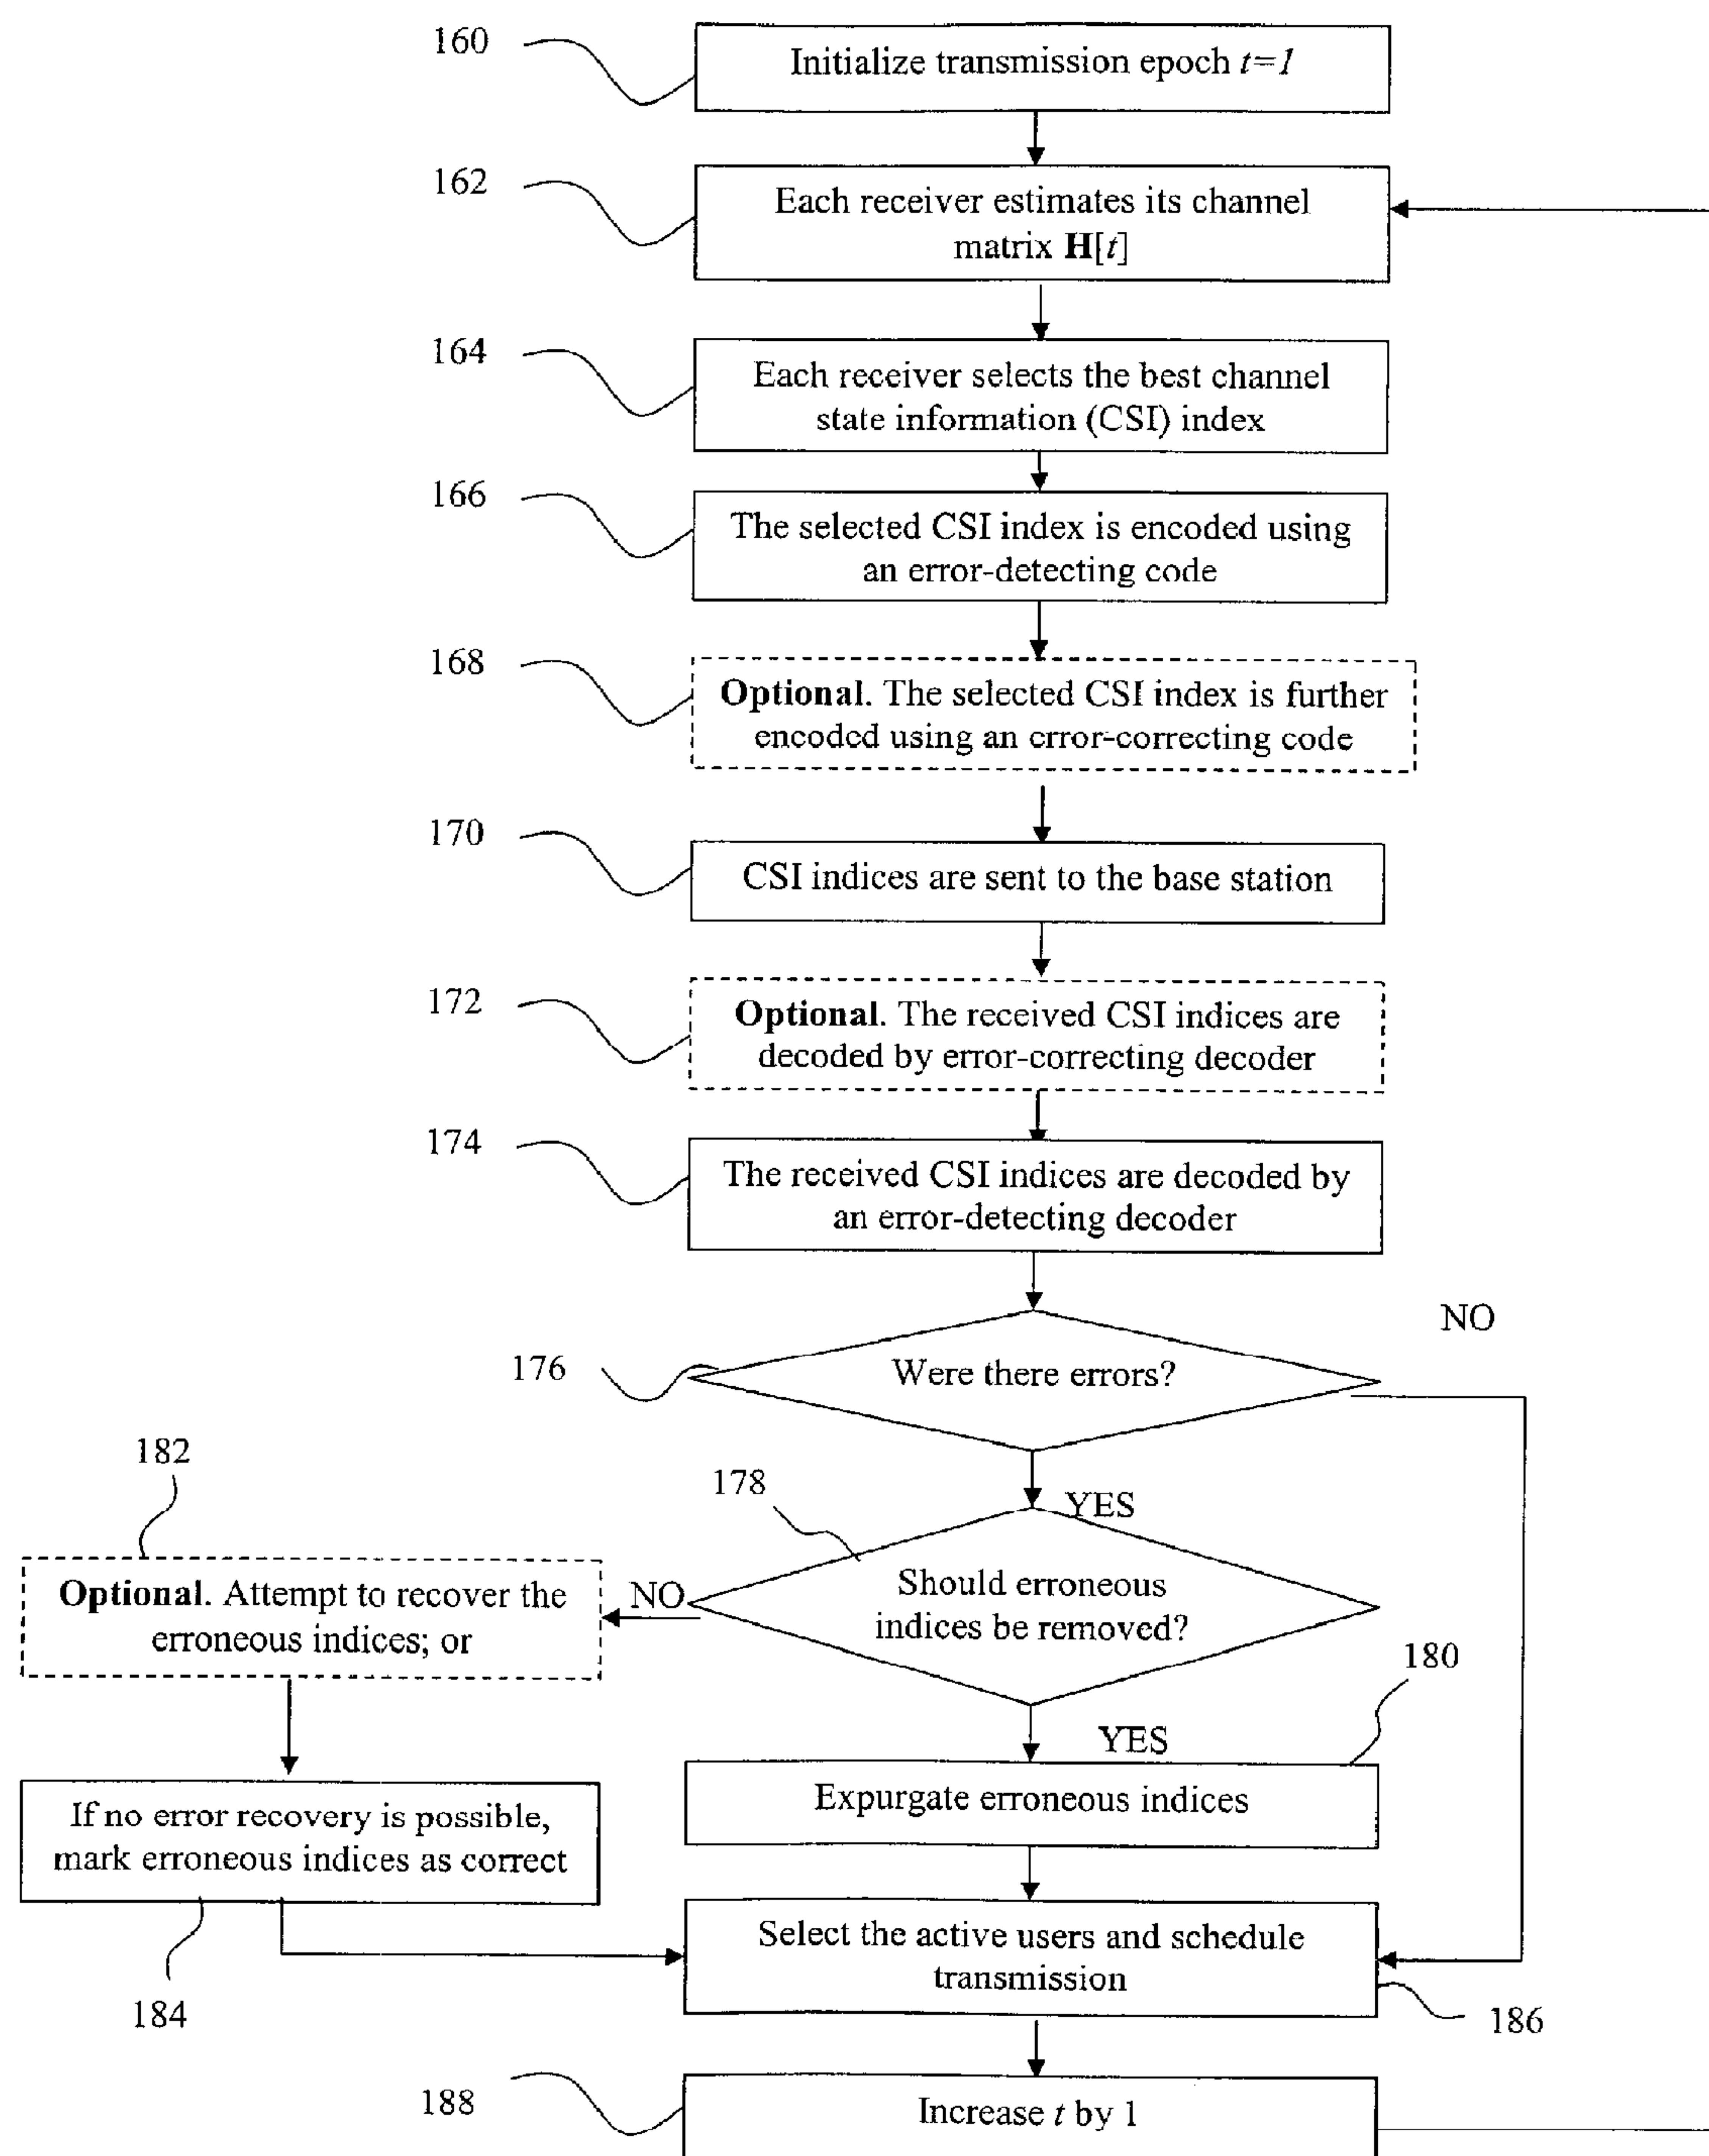 160
Initialize transmission epoch t=1
162
Each receiver estimates its channel
matrix H[t]
164
Each receiver selects the best channel
state information (CSI) index
166
The selected CSI index is encoded using
an error-detecting code
168
Optional. The selected CSI index is further
encoded using an error-correcting code
170
CSI indices are sent to the base station
172
Optional. The received CSI indices are
decoded by error-correcting decoder
174
The received CSI indices are decoded by
an error-detecting decoder
NO
176
Were there errors?
182
178
YES
Optional. Attempt to recover the
erroneous indices; or
NO
Should erroneous
indices be removed?
180
YES
If no error recovery is possible,
mark erroneous indices as correct
Expurgate erroneous indices
184
Select the active users and schedule
transmission
186
188
Increase t by 1